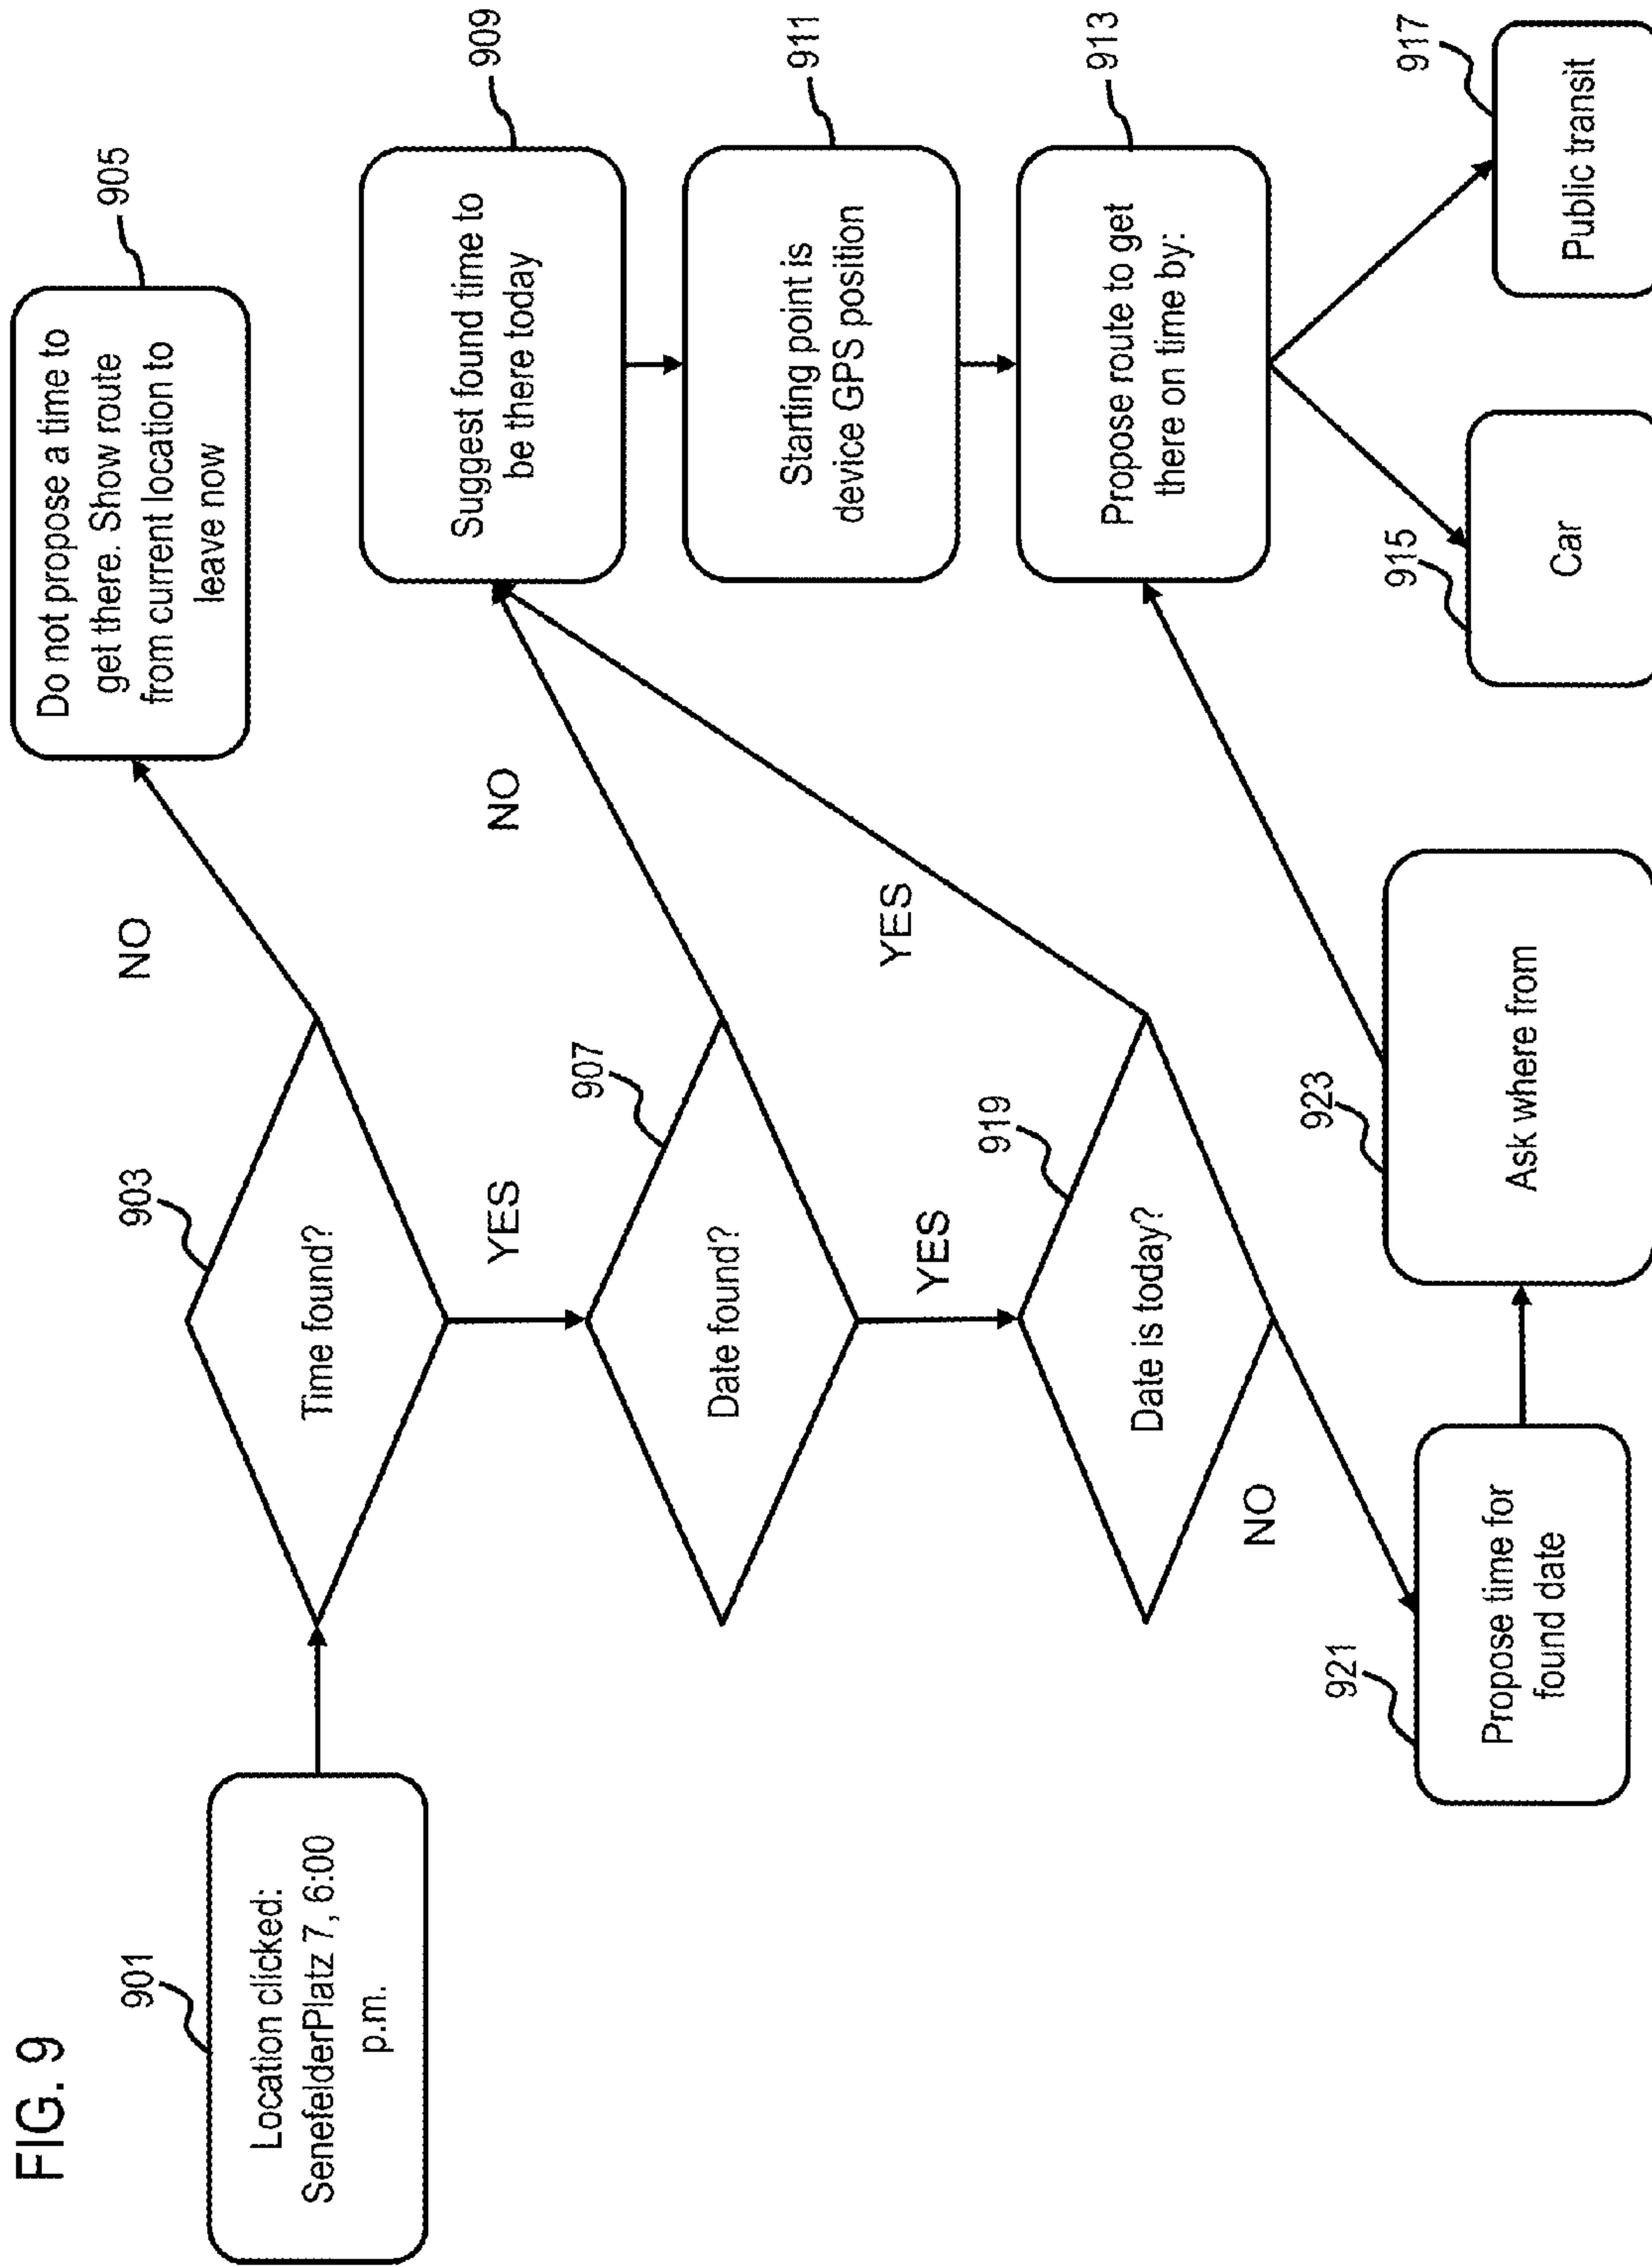 FIG. 9
901
Location clicked:
SenefelderPlatz 7, 6:00
p.m.
903
Time found?
NO
905
Do not propose a time to
get there. Show route
from current location to
leave now
YES
907
Date found?
NO
909
Suggest found time to
be there today
911
Starting point is
device GPS position
YES
919
Date is today?
YES
913
Propose route to get
there on time by:
NO
921
Propose time for
found date
923
Ask where from
915
Car
917
Public transit